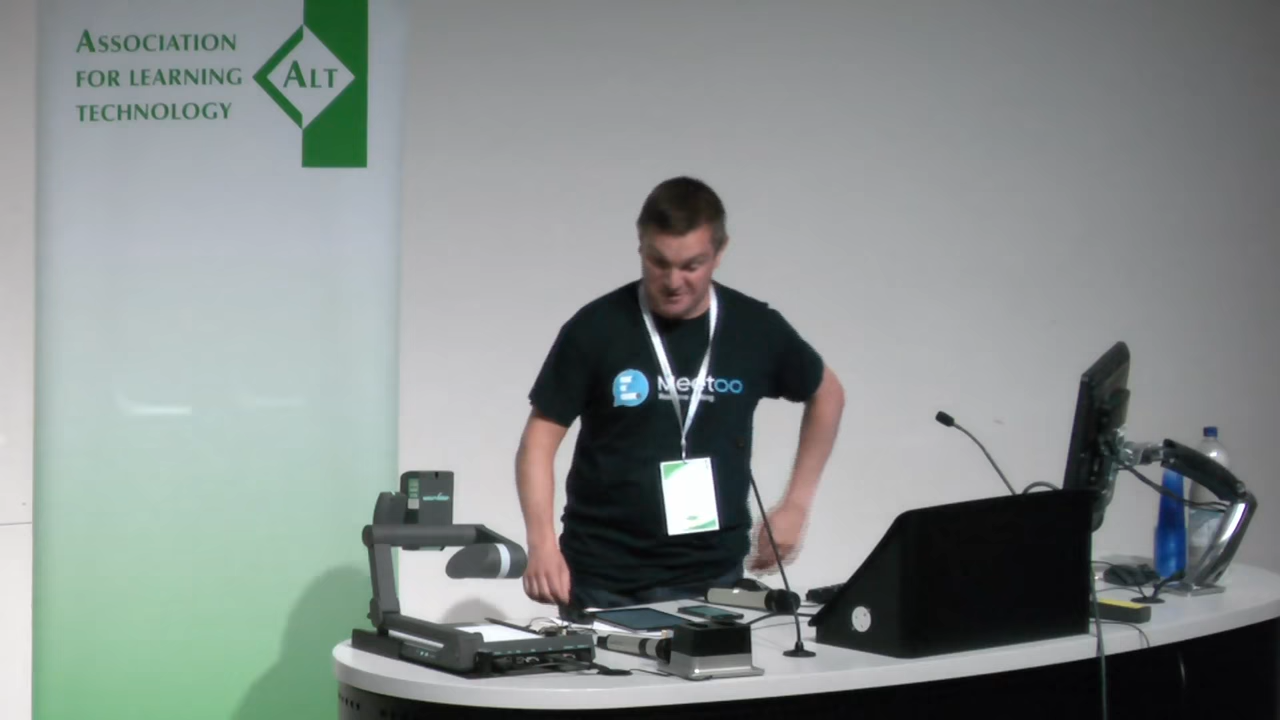 ASSOCIATION
FOR LEARNING
TECHNOLOGY
ALT
Meetoo